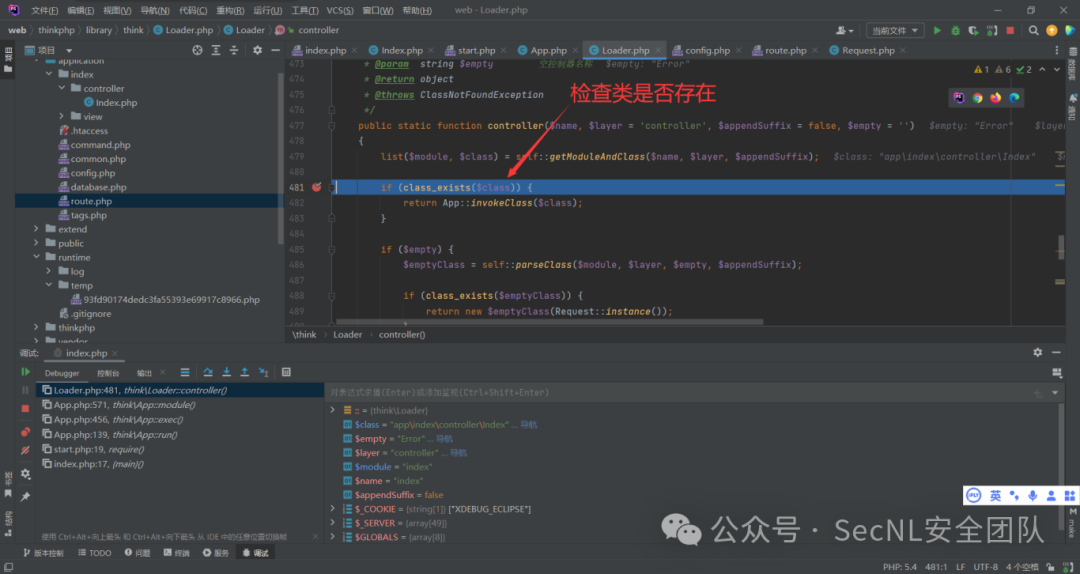 文件(F) 编辑(E) 视图(V) 导航(N) 代码(C) 重构(R) 运行(U) 工具(T) VCS(S) 窗口(W) 帮助(H) web - Loader.php
web thinkphp library think Loader.php Loader controller 当前文件
项目 index.php Index.php start.php App.php Loader.php config.php route.php Request.php
application
index
controller
Index.php
view
.htaccess
command.php
common.php
config.php
database.php
route.php
tags.php
extend
public
runtime
log
temp
93fd90174dedc3fa55393e69917c8966.php
.gitignore
thinkphp
vendor
473 * @param string $empty 空控制器名称 $empty: "Error"
474 * @return object
475 * @throws ClassNotFoundException
476 */
检查类是否存在
1 6 2
477 public static function controller($name, $layer = 'controller', $appendSuffix = false, $empty = '') $empty: "Error"
478 {
479 list($module, $class) = self::getModuleAndClass($name, $layer, $appendSuffix); $class: "app\index\controller\Index"
480
481 if (class_exists($class)) {
482 return App::invokeClass($class);
483 }
484
485 if ($empty) {
486 $emptyClass = self::parseClass($module, $layer, $empty, $appendSuffix);
487
488 if (class_exists($emptyClass)) {
489 return new $emptyClass(Request::instance());
\think Loader controller()
调试: index.php
Debugger 控制台 输出
Loader.php:481, think\Loader::controller()
App.php:571, think\App::module()
App.php:456, think\App::exec()
App.php:139, think\App::run()
start.php:19, require()
index.php:17, {main}()
使用 Ctrl+Alt+向上箭头 和 Ctrl+Alt+向下箭头 从 IDE 中的任意位置切换帧
对表达式求值(Enter)或添加监视(Ctrl+Shift+Enter)
:: = {think\Loader}
$class = "app\index\controller\Index" ... 导航
$empty = "Error" ... 导航
$layer = "controller" ... 导航
$module = "index"
$name = "index"
$appendSuffix = false
$_COOKIE = {string[1]} ["XDEBUG_ECLIPSE"]
$_SERVER = {array[49]}
$GLOBALS = {array[8]}
数据库
通知
书签
结构
make
iFLY 英
公众号 · SecNL安全团队
版本控制 TODO 问题 终端 服务 调试
PHP: 5.4 481:1 LF UTF-8 4 个空格